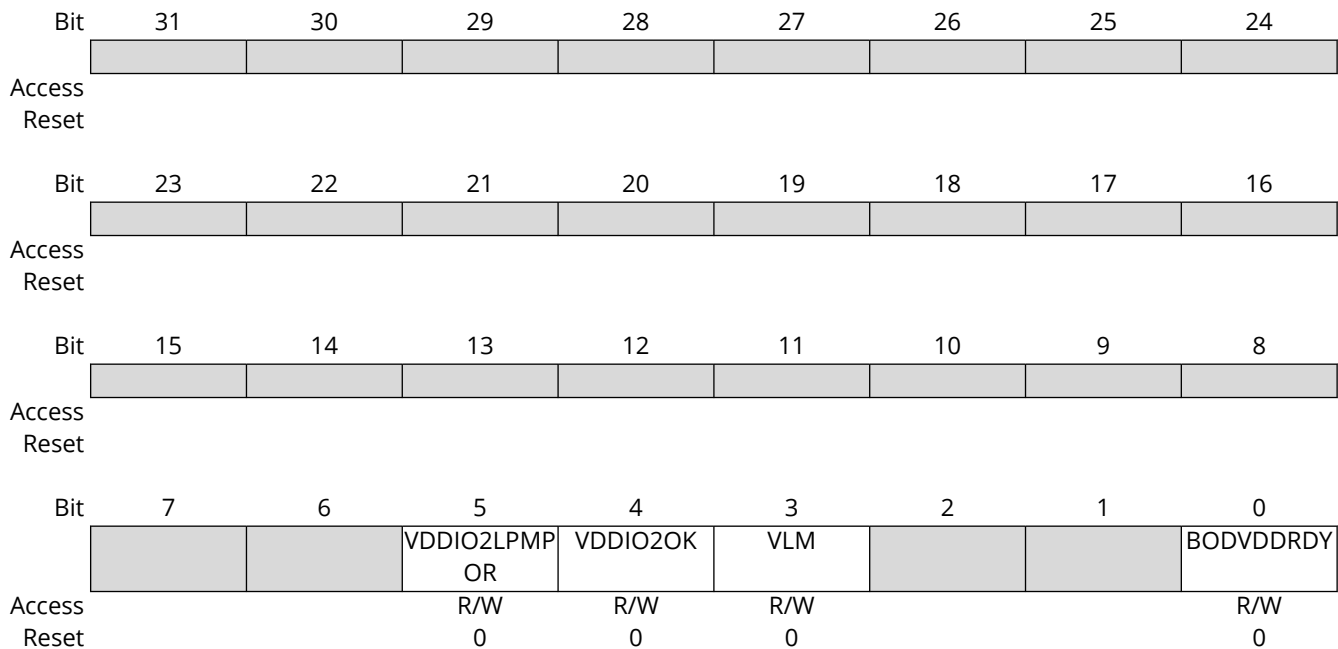 Bit 31 30 29 28 27 26 25 24
Access
Reset
Bit 23 22 21 20 19 18 17 16
Access
Reset
Bit 15 14 13 12 11 10 9 8
Access
Reset
Bit 7 6 5 4 3 2 1 0
VDDIO2LPMP VDDIO2OK VLM BODVDDRDY
OR
Access R/W R/W R/W R/W
Reset 0 0 0 0